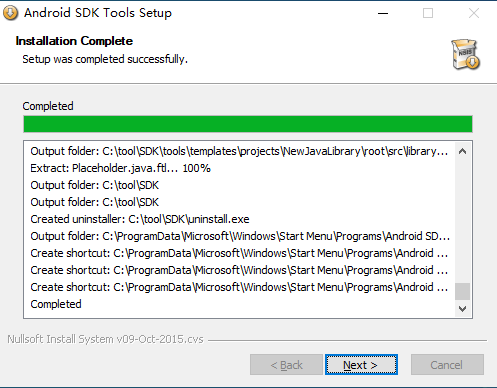 Android SDK Tools Setup
Installation Complete
Setup was completed successfully.
NSIS
Completed
Output folder: C:\tool\SDK\tools\templates\projects\NewJavaLibrary\root\src\library...
Extract: Placeholder.java.ftl... 100%
Output folder: C:\tool\SDK
Output folder: C:\tool\SDK
Created uninstaller: C:\tool\SDK\uninstall.exe
Output folder: C:\ProgramData\Microsoft\Windows\Start Menu\Programs\Android SD...
Create shortcut: C:\ProgramData\Microsoft\Windows\Start Menu\Programs\Android ...
Create shortcut: C:\ProgramData\Microsoft\Windows\Start Menu\Programs\Android ...
Create shortcut: C:\ProgramData\Microsoft\Windows\Start Menu\Programs\Android ...
Completed
Nullsoft Install System v09-Oct-2015.cvs
< Back
Next >
Cancel